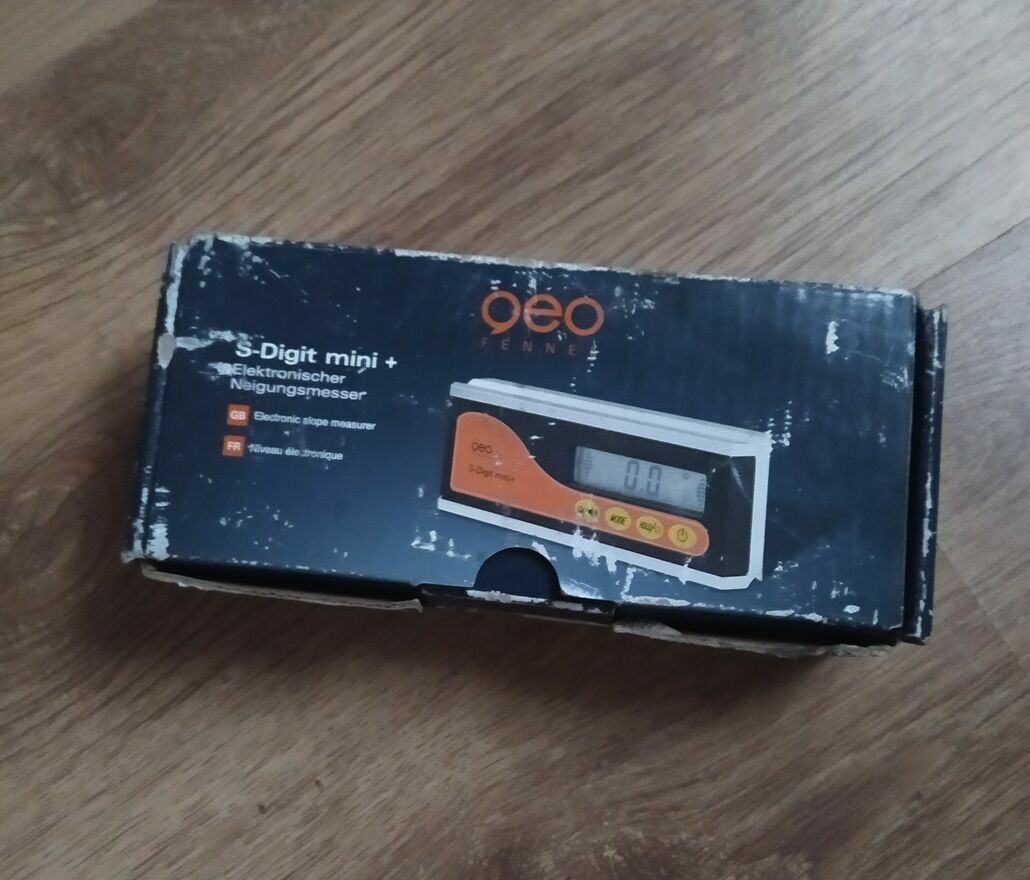 geo
FENNEL
S-Digit mini +
Elektronischer
Neigungsmesser
GB Electronic slope measurer
FR Niveau électronique
geo
S-Digit mini+
0.0 °
MODE
HOLD/